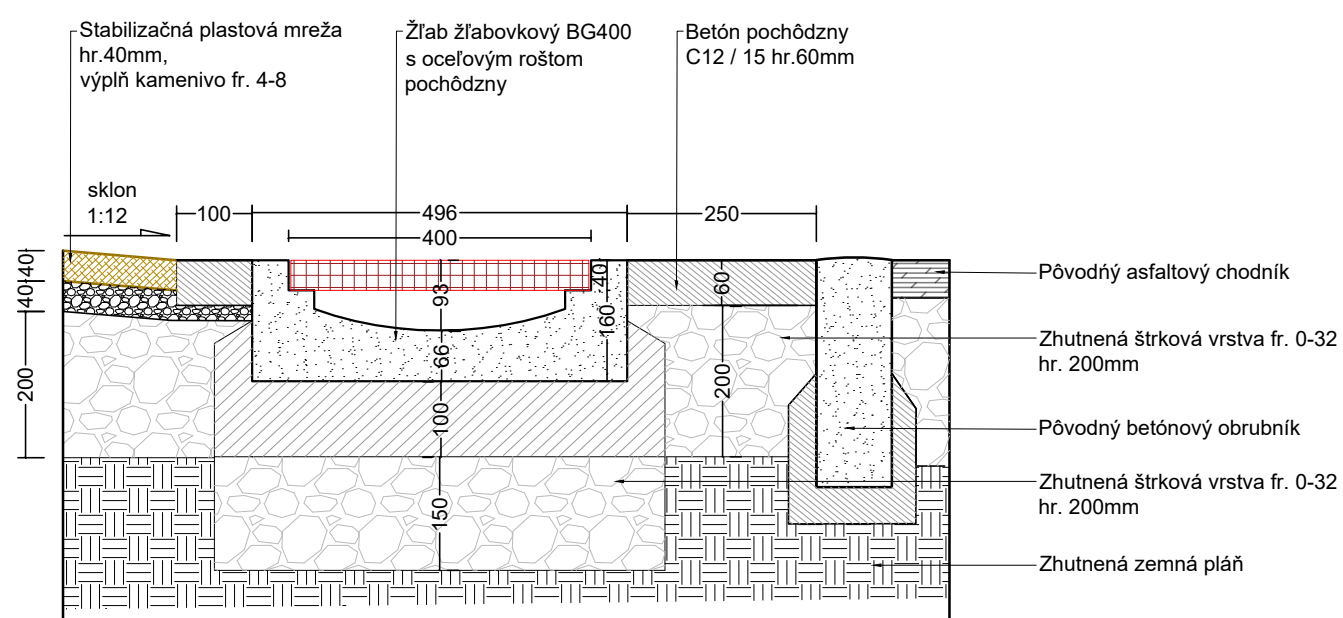 Stabilizačná plastová mreža
hr.40mm,
výplň kamenivo fr. 4-8
Žľab žľabovkový BG400
s oceľovým roštom
pochôdzny
Betón pochôdzny
C12 / 15 hr.60mm
sklon
1:12
100
496
250
400
40
40
200
93
66
100
150
40
160
60
200
Pôvodńý asfaltový chodník
Zhutnená štrková vrstva fr. 0-32
hr. 200mm
Pôvodný betónový obrubník
Zhutnená štrková vrstva fr. 0-32
hr. 200mm
Zhutnená zemná pláň